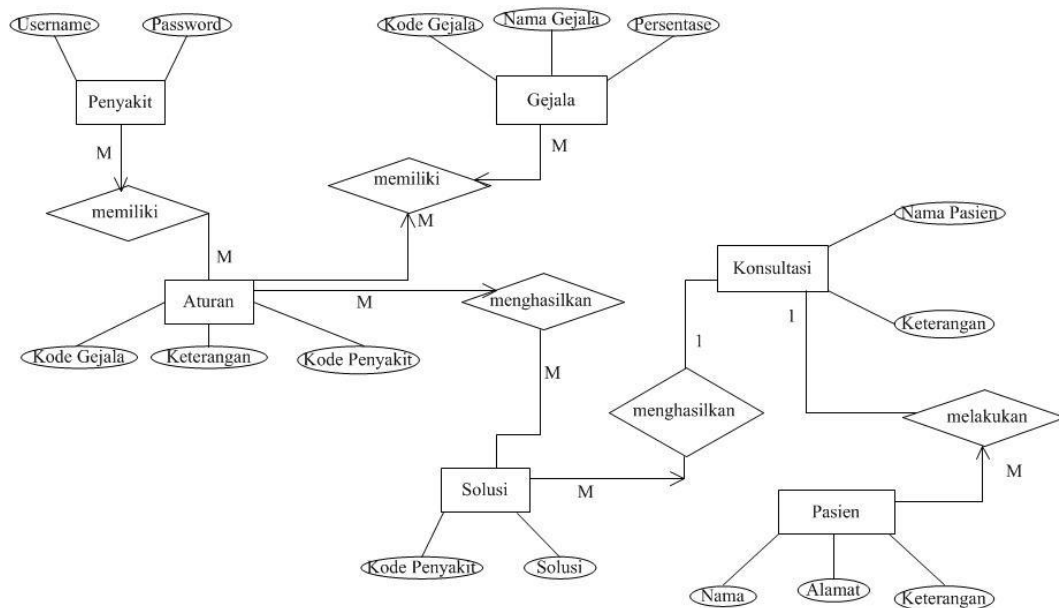 Username
Password
Kode Gejala
Nama Gejala
Persentase
Penyakit
Gejala
M
M
memiliki
memiliki
M
Nama Pasien
M
Konsultasi
Aturan
M
menghasilkan
1
Keterangan
Kode Gejala
Keterangan
Kode Penyakit
1
M
menghasilkan
melakukan
M
Solusi
M
Pasien
Kode Penyakit
Solusi
Nama
Alamat
Keterangan